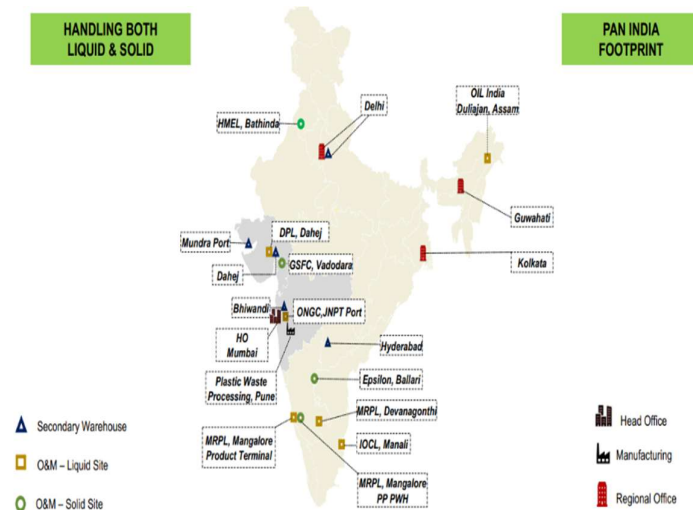 HANDLING BOTH
LIQUID & SOLID
PAN INDIA
FOOTPRINT
OIL India
Duliajan, Assam
Delhi
HMEL, Bathinda
Guwahati
DPL, Dahej
Mundra Port
Kolkata
GSFC, Vadodara
Dahej
Bhiwandi
ONGC,JNPT Port
HO
Mumbai
Hyderabad
Plastic Waste
Processing, Pune
Epsilon, Ballari
MRPL, Devanagonthi
MRPL, Mangalore
Product Terminal
IOCL, Manali
MRPL, Mangalore
PP PWH
Secondary Warehouse
O&M – Liquid Site
O&M – Solid Site
Head Office
Manufacturing
Regional Office